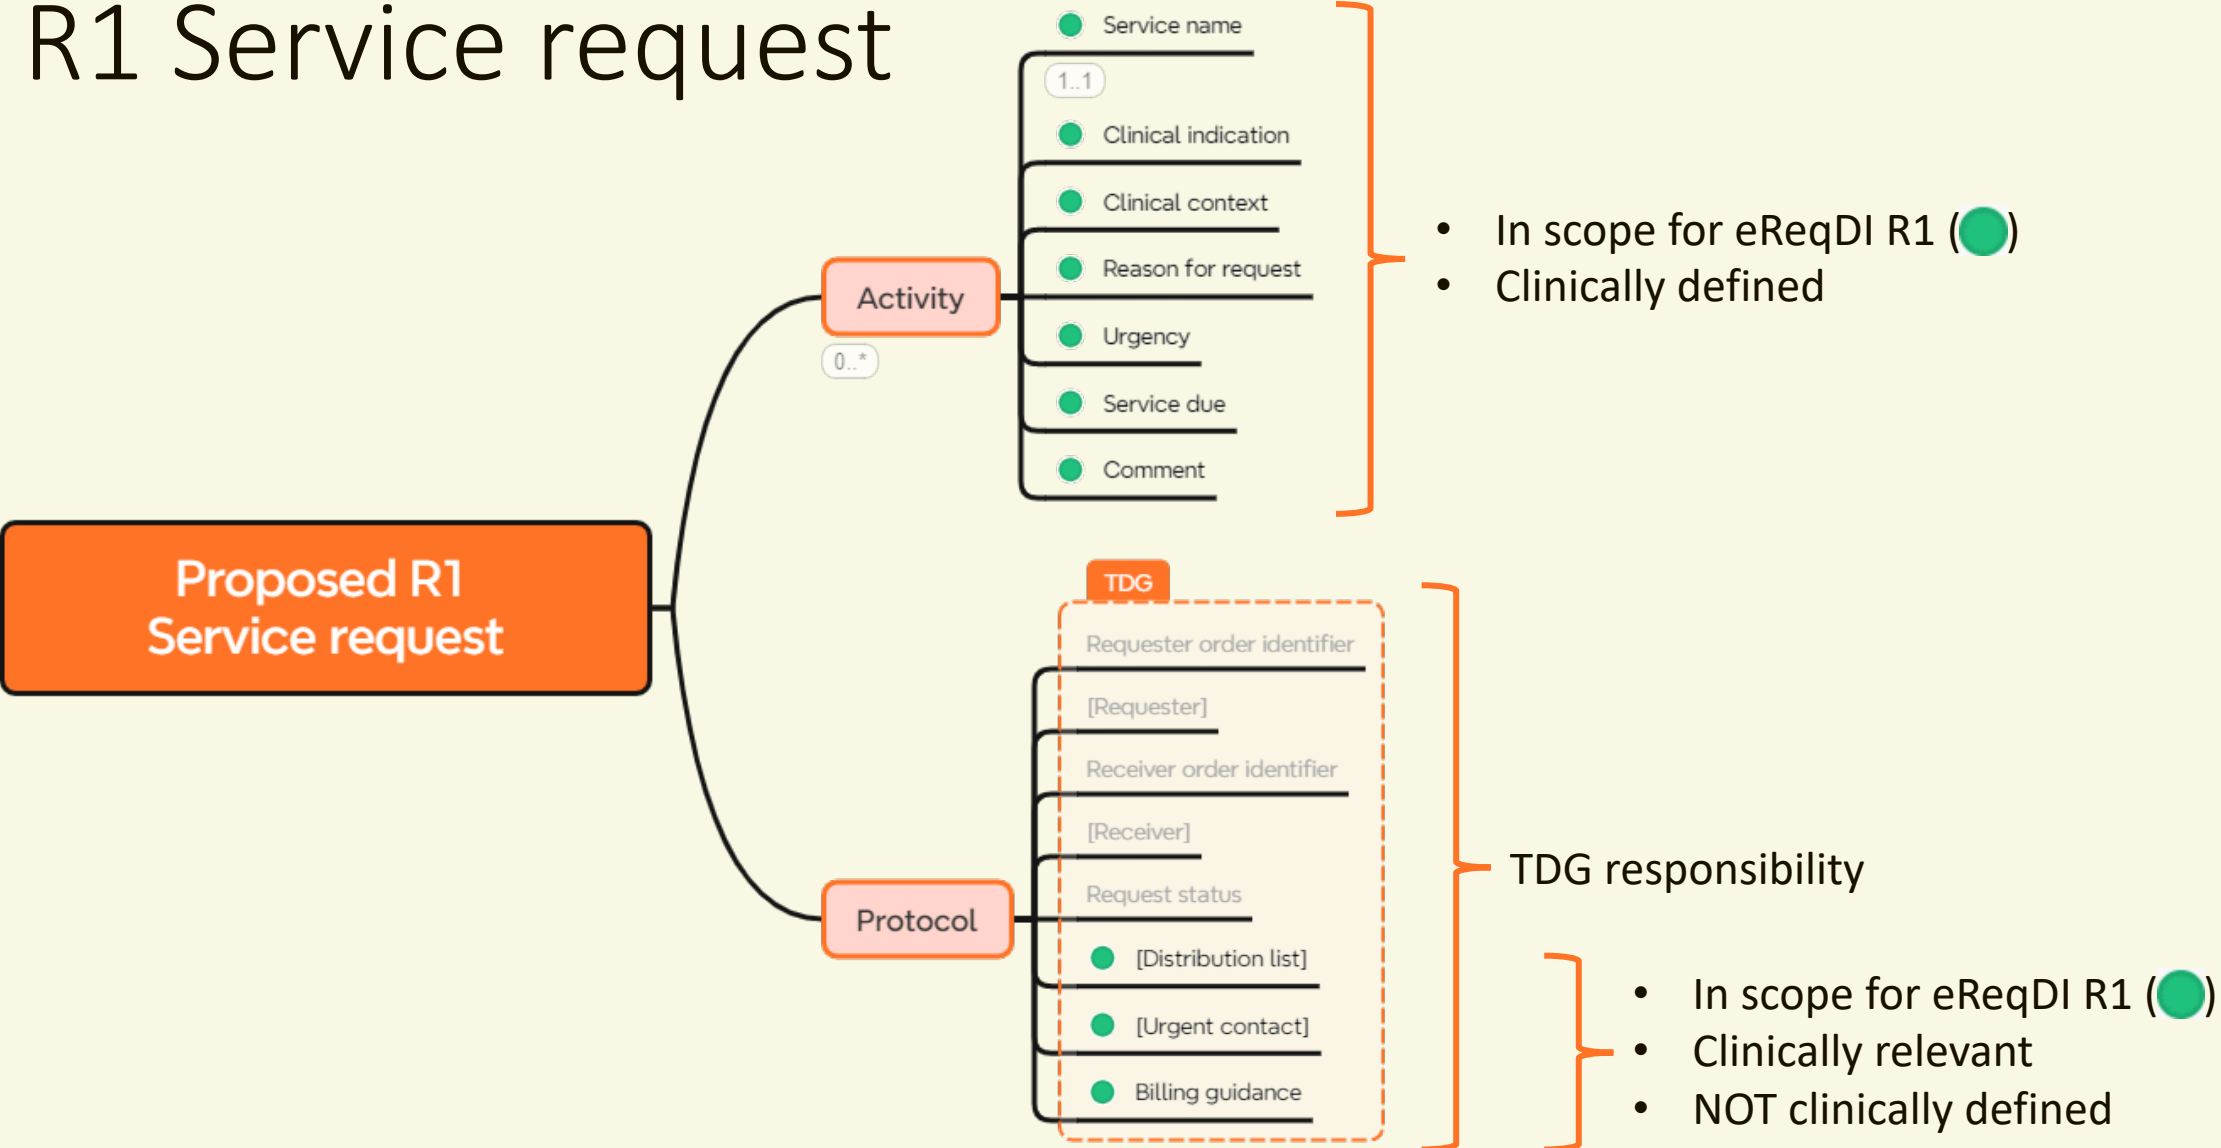 R1 Service request
Service name
1..1
Clinical indication
Clinical context
Reason for request
Urgency
Service due
Comment
Activity
0..*
• In scope for eReqDI R1 ( )
• Clinically defined
Proposed R1
Service request
TDG
Requester order identifier
[Requester]
Receiver order identifier
[Receiver]
Request status
[Distribution list]
[Urgent contact]
Billing guidance
Protocol
TDG responsibility
• In scope for eReqDI R1 ( )
• Clinically relevant
• NOT clinically defined